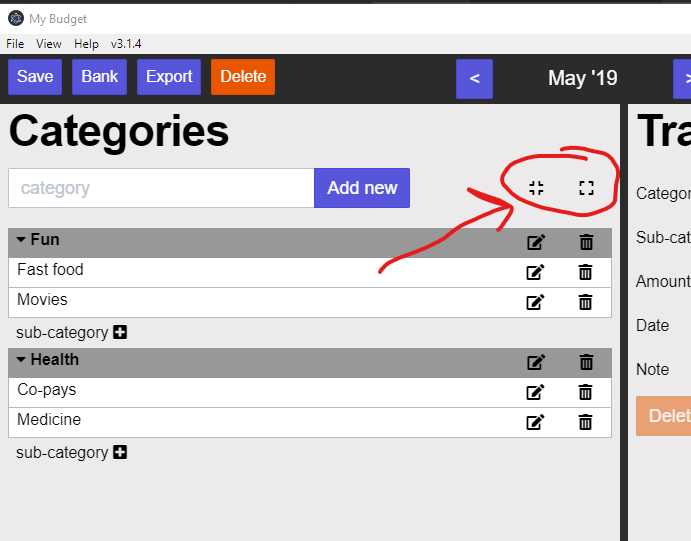 My Budget
File View Help v3.1.4
Save Bank Export Delete < May '19 >
Categories
Tra
category Add new
Categor
Fun
Sub-cat
Fast food
Movies
Amount
sub-category
Date
Health
Note
Co-pays
Delet
Medicine
sub-category